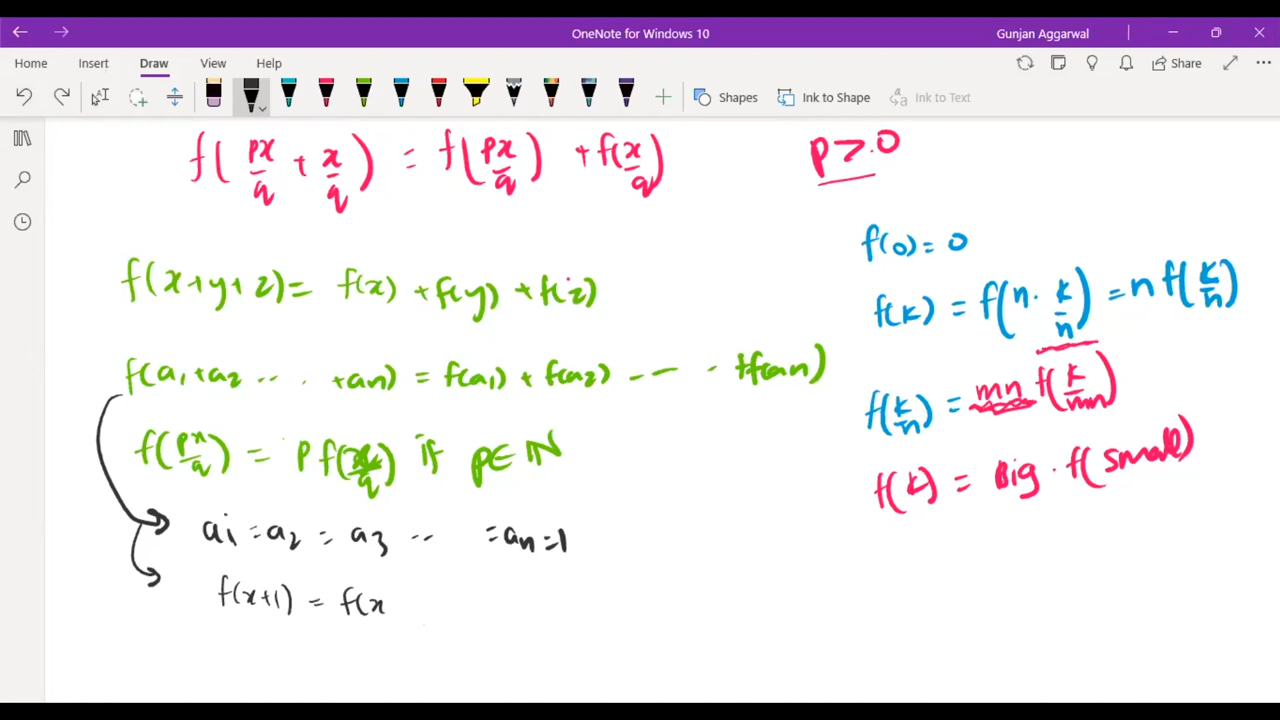 OneNote for Windows 10
Gunjan Aggarwal
Home Insert Draw View Help
Share
Shapes Ink to Shape Ink to Text
f(px/q + x/q) = f(px/q) + f(x/q)
p > 0
f(x+y+z) = f(x) + f(y) + f(z)
f(a1+a2 ... +an) = f(a1) + f(a2) --- . +f(an)
f(px/q) = p f(x/q) if p∈N
a1 = a2 = a3 .. = an = 1
f(x+1) = f(x
f(0) = 0
f(k) = f(n · k/n) = n f(k/n)
f(k/n) = mn f(k/mn)
f(k) = Big · f(small)